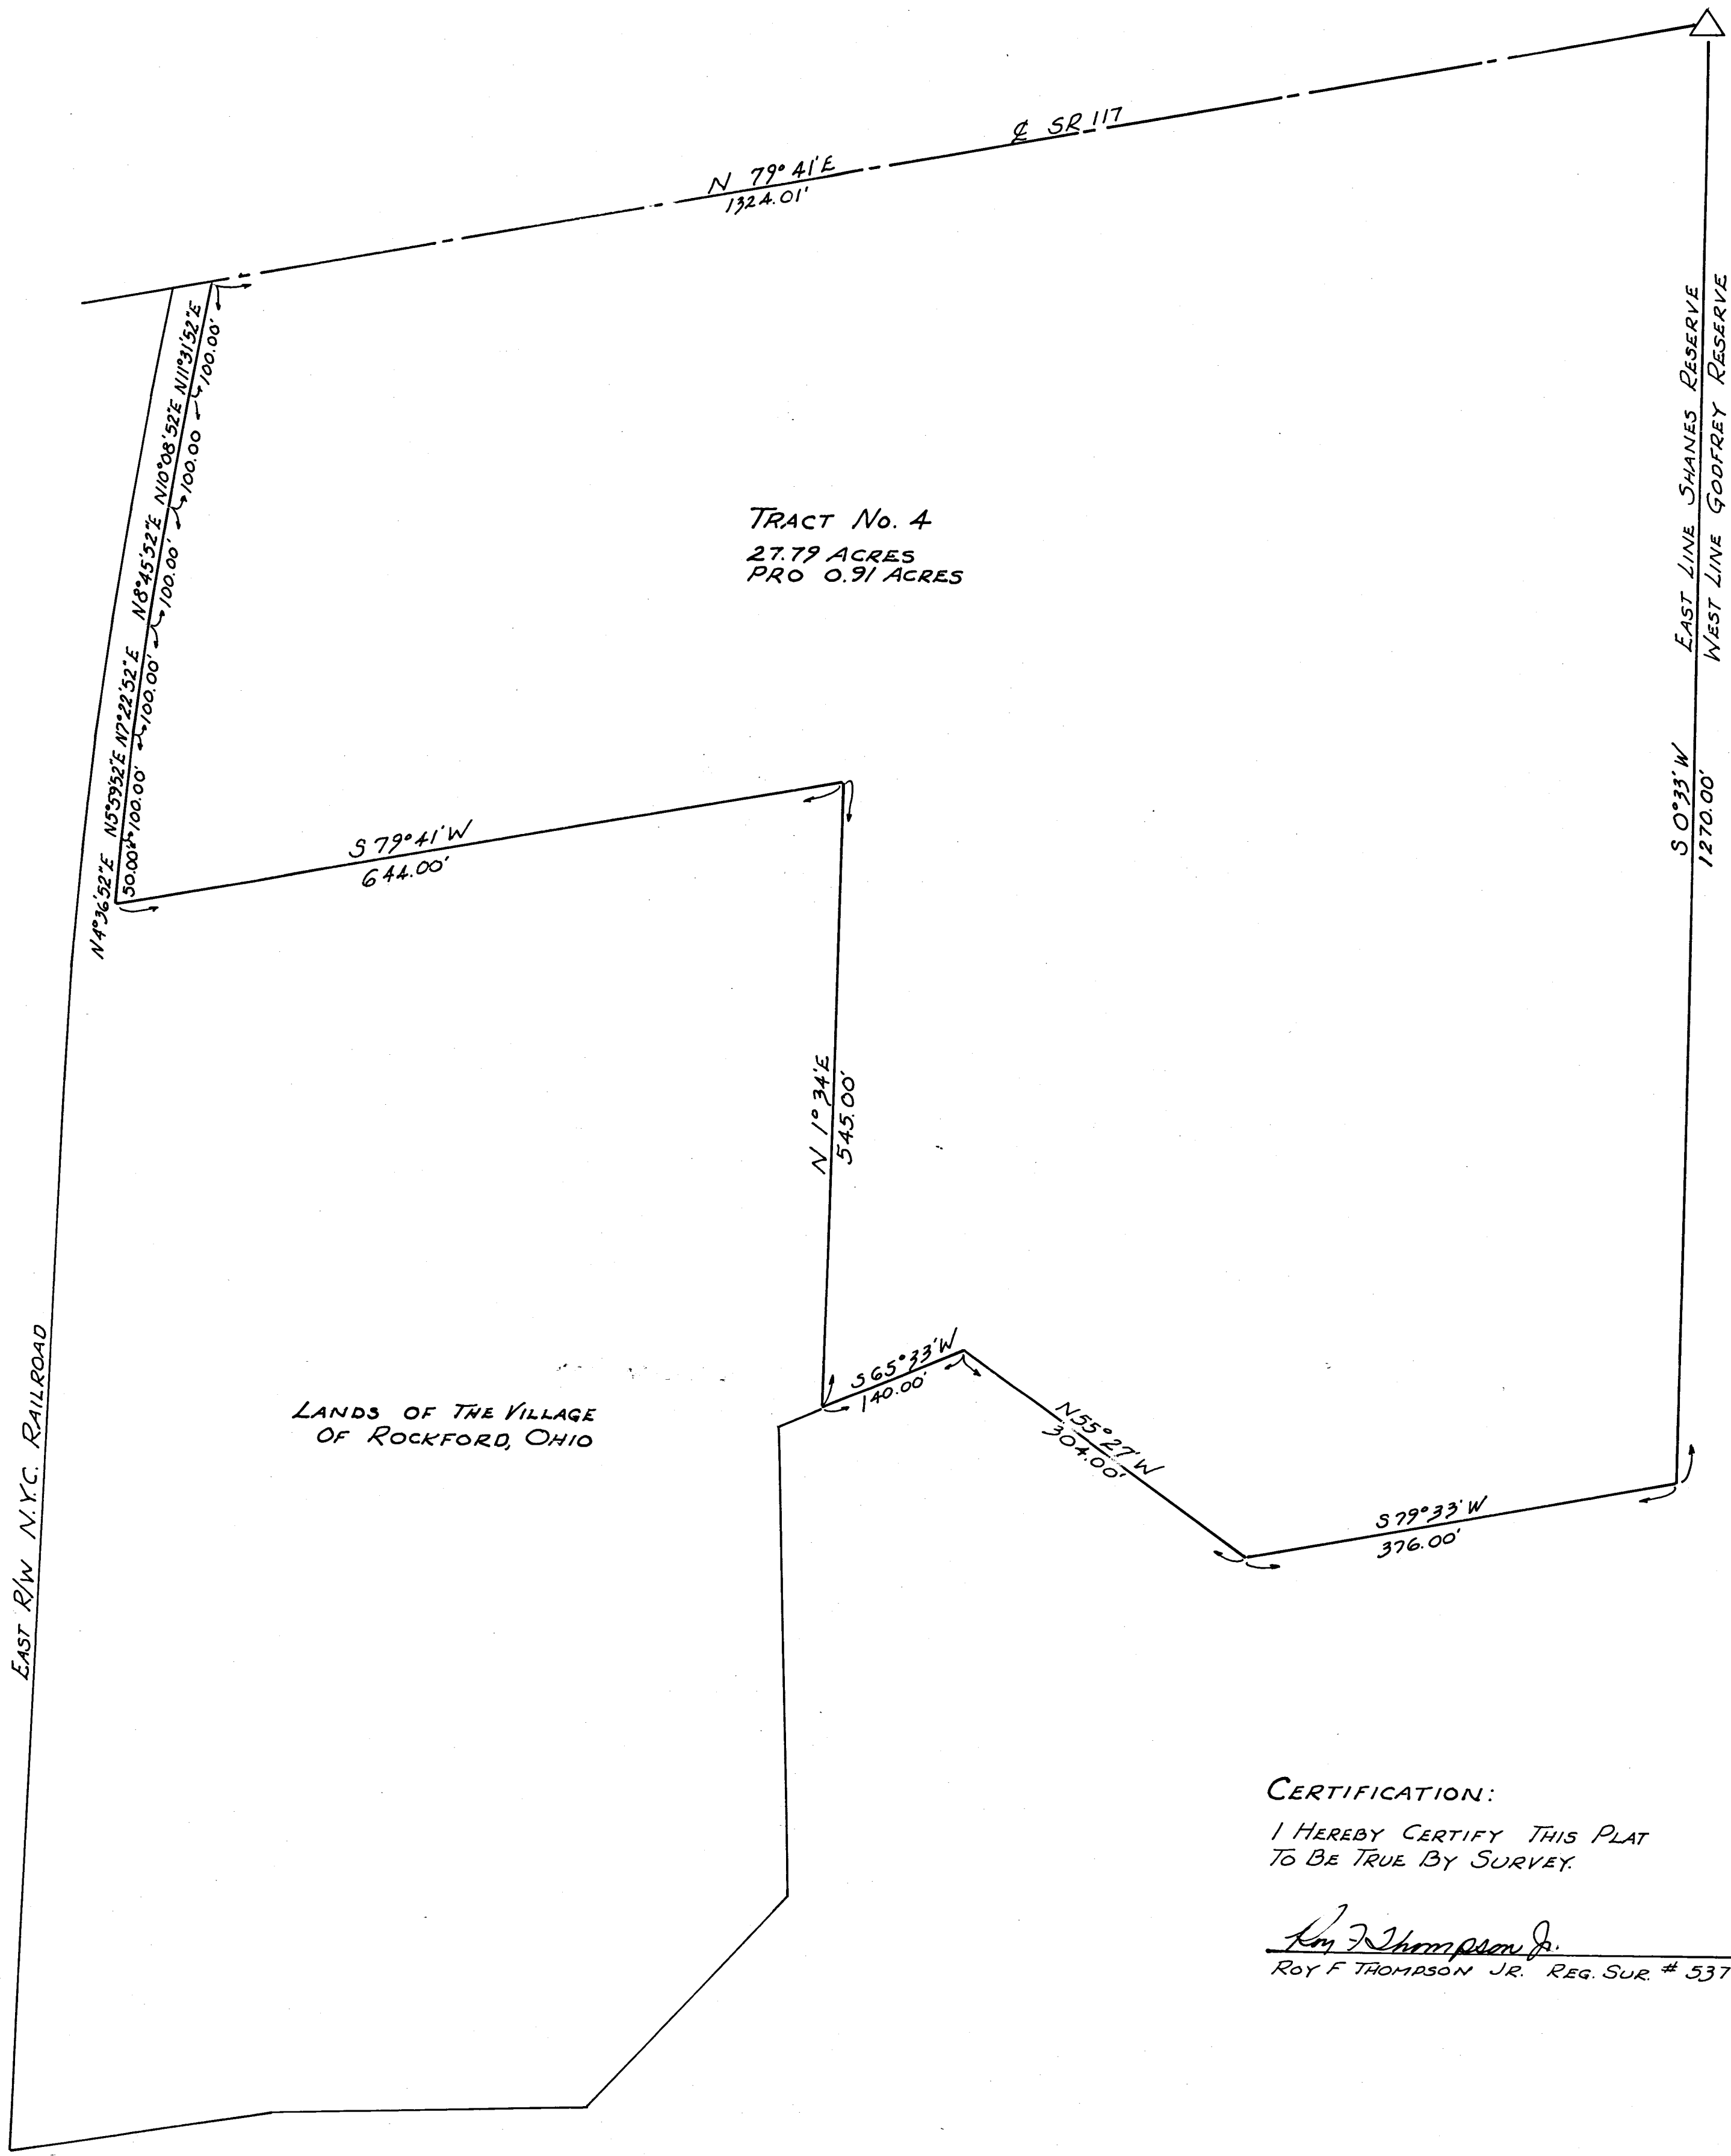 ℄ SR 117
N 79° 41' E
1324.01'
N11°31'52"E
100.00'
N10°08'52"E
100.00
N8°45'52"E
100.00'
N7°22'52"E
100.00'
N5°59'52"E
100.00'
N4°36'52"E
50.00'
TRACT No. 4
27.79 ACRES
PRO 0.91 ACRES
EAST LINE SHANES RESERVE
WEST LINE GODFREY RESERVE
S 0°33' W
1270.00'
S 79°41' W
644.00'
N 1° 34' E
545.00'
S 65°33' W
140.00'
N 55°27' W
304.00'
S 79°33' W
376.00'
EAST R/W N.Y.C. RAILROAD
LANDS OF THE VILLAGE
OF ROCKFORD, OHIO
CERTIFICATION:
I HEREBY CERTIFY THIS PLAT
TO BE TRUE BY SURVEY.
Roy F Thompson Jr.
ROY F THOMPSON JR. REG. SUR. # 537